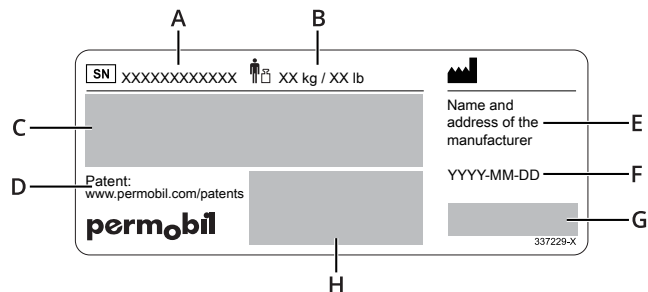 A
B
SN XXXXXXXXXXXX XX kg / XX lb
C
Name and
address of the
manufacturer
E
D
Patent:
www.permobil.com/patents
YYYY-MM-DD
F
permobil
G
337229-X
H